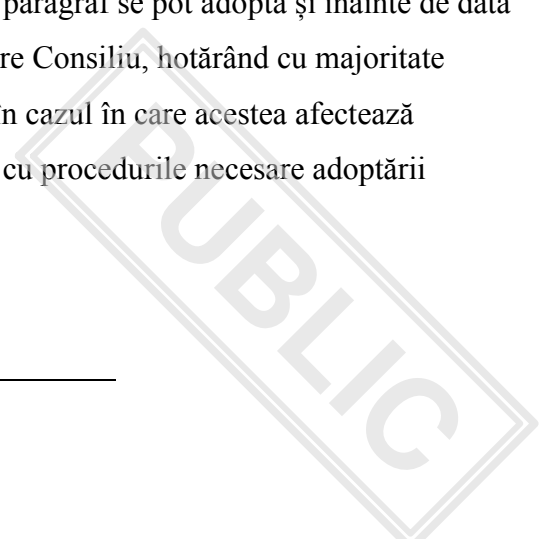 paragraf se pot adopta și înainte de data
re Consiliu, hotărând cu majoritate
în cazul în care acestea afectează
cu procedurile necesare adoptării
PUBLIC